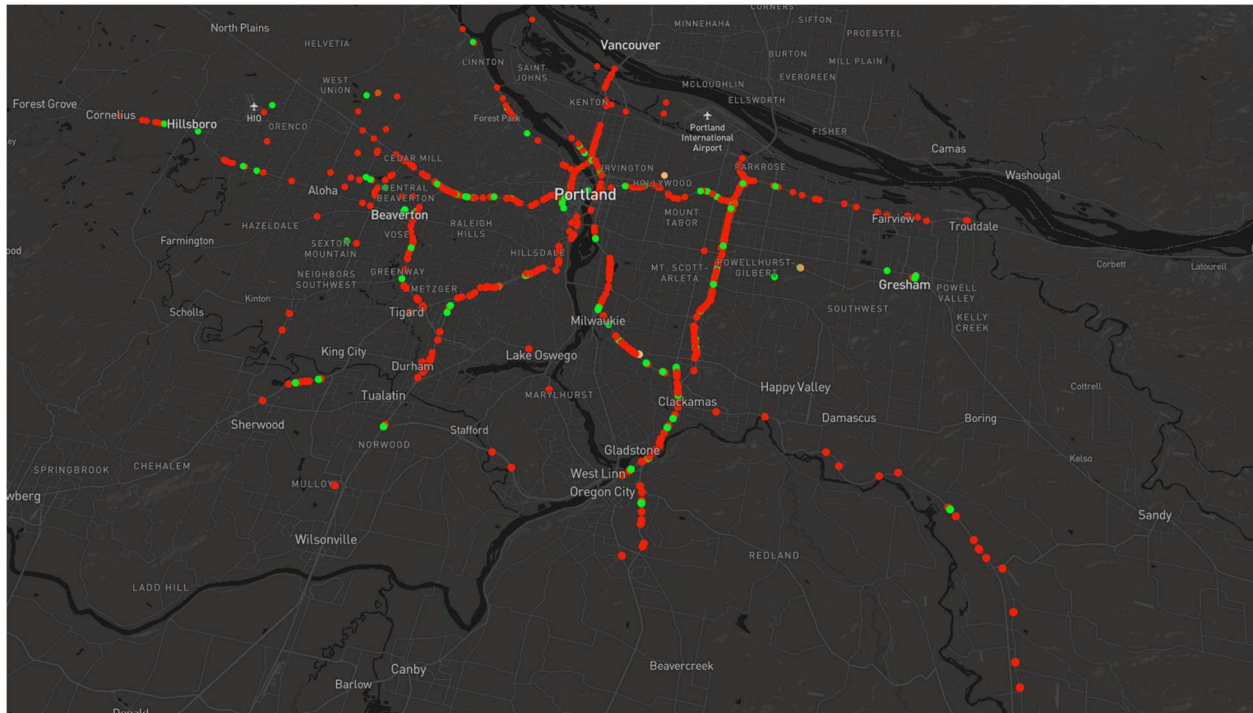 CORNERS
MINNEHAHA
SIFTON
North Plains
PROEBSTEL
HELVETIA
Vancouver
BURTON
LINNTON
SAINT
JOHNS
MILL PLAIN
WEST
UNION
EVERGREEN
MCLOUGHLIN
Forest Grove
KENTON
ELLSWORTH
Cornelius
HIO
Hillsboro
ORENCO
Forest Park
Portland
International
Airport
FISHER
Camas
CEDAR MILL
IRVINGTON
PARKROSE
Washougal
Aloha
CENTRAL
BEAVERTON
Portland
HOLLYWOOD
Beaverton
MOUNT
TABOR
Fairview
Troutdale
HAZELDALE
RALEIGH
HILLS
VOSE
Farmington
SEXTON
MOUNTAIN
HILLSDALE
ood
POWELLHURST-
GILBERT
MT. SCOTT-
ARLETA
Corbett
Latourell
GREENWAY
NEIGHBORS
SOUTHWEST
METZGER
Gresham
POWELL
VALLEY
Kinton
Scholls
Tigard
SOUTHWEST
Milwaukie
KELLY
CREEK
King City
Lake Oswego
Durham
Happy Valley
Cottrell
Tualatin
MARYLHURST
Clackamas
Sherwood
Stafford
Damascus
Boring
NORWOOD
Gladstone
Kelso
SPRINGBROOK
CHEHALEM
West Linn
MULLOY
Oregon City
wberg
Sandy
Wilsonville
REDLAND
LADD HILL
Canby
Beavercreek
Barlow